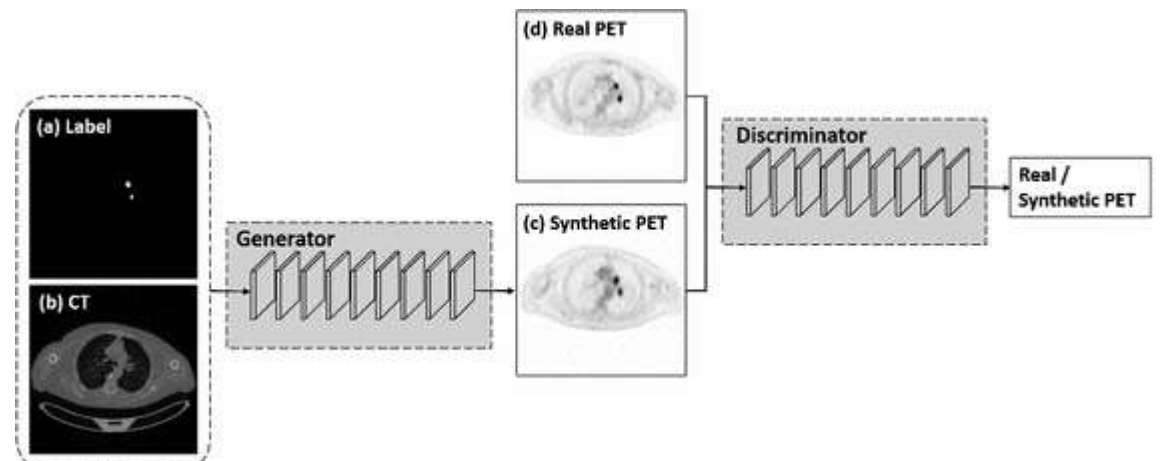 (d) Real PET
(a) Label
Discriminator
Real /
Synthetic PET
(c) Synthetic PET
Generator
(b) CT